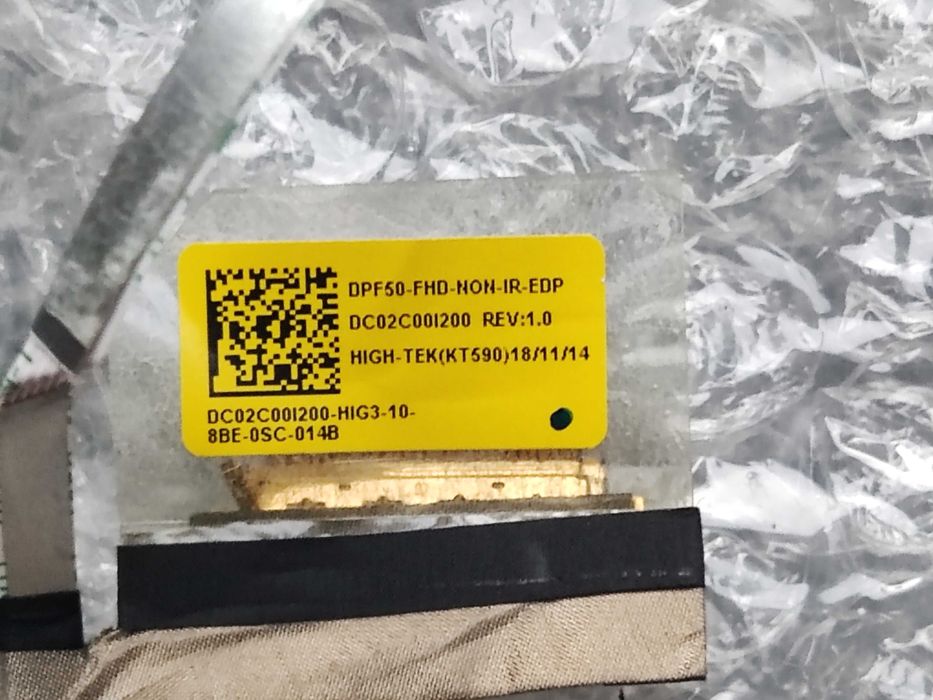 DPF50-FHD-NON-IR-EDP
DC02C00I200 REV:1.0
HIGH-TEK(KT590)18/11/14
DC02C00I200-HIG3-10-
8BE-0SC-014B